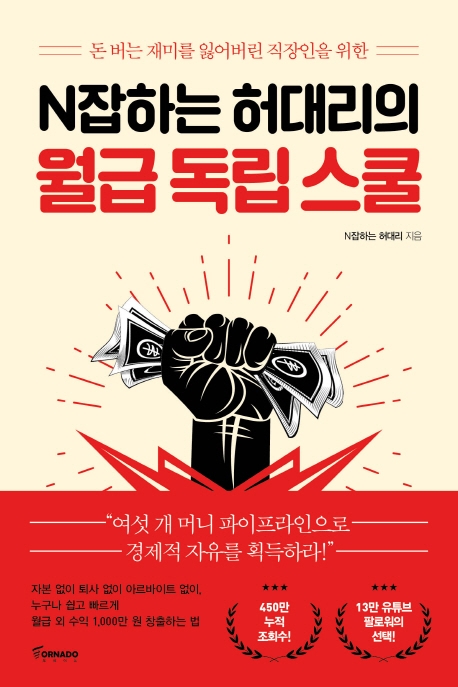 돈 버는 재미를 잃어버린 직장인을 위한
N잡하는 허대리의
월급 독립 스쿨
N잡하는 허대리 지음
“여섯 개 머니 파이프라인으로
경제적 자유를 획득하라!”
자본 없이 퇴사 없이 아르바이트 없이,
누구나 쉽고 빠르게
월급 외 수익 1,000만 원 창출하는 법
★★★
450만
누적
조회수!
★★★
13만 유튜브
팔로워의
선택!
TORNADO